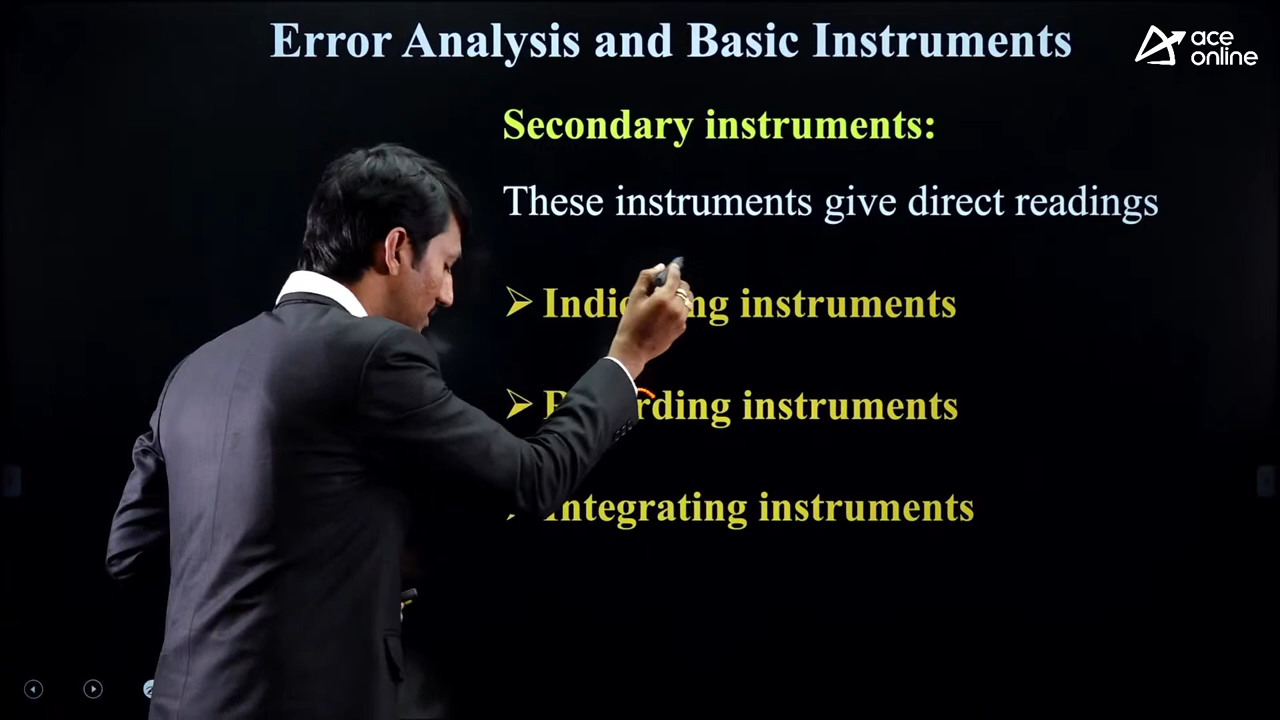 Error Analysis and Basic Instruments
ace
online
Secondary instruments:
These instruments give direct readings
instruments
instruments
Integrating instruments